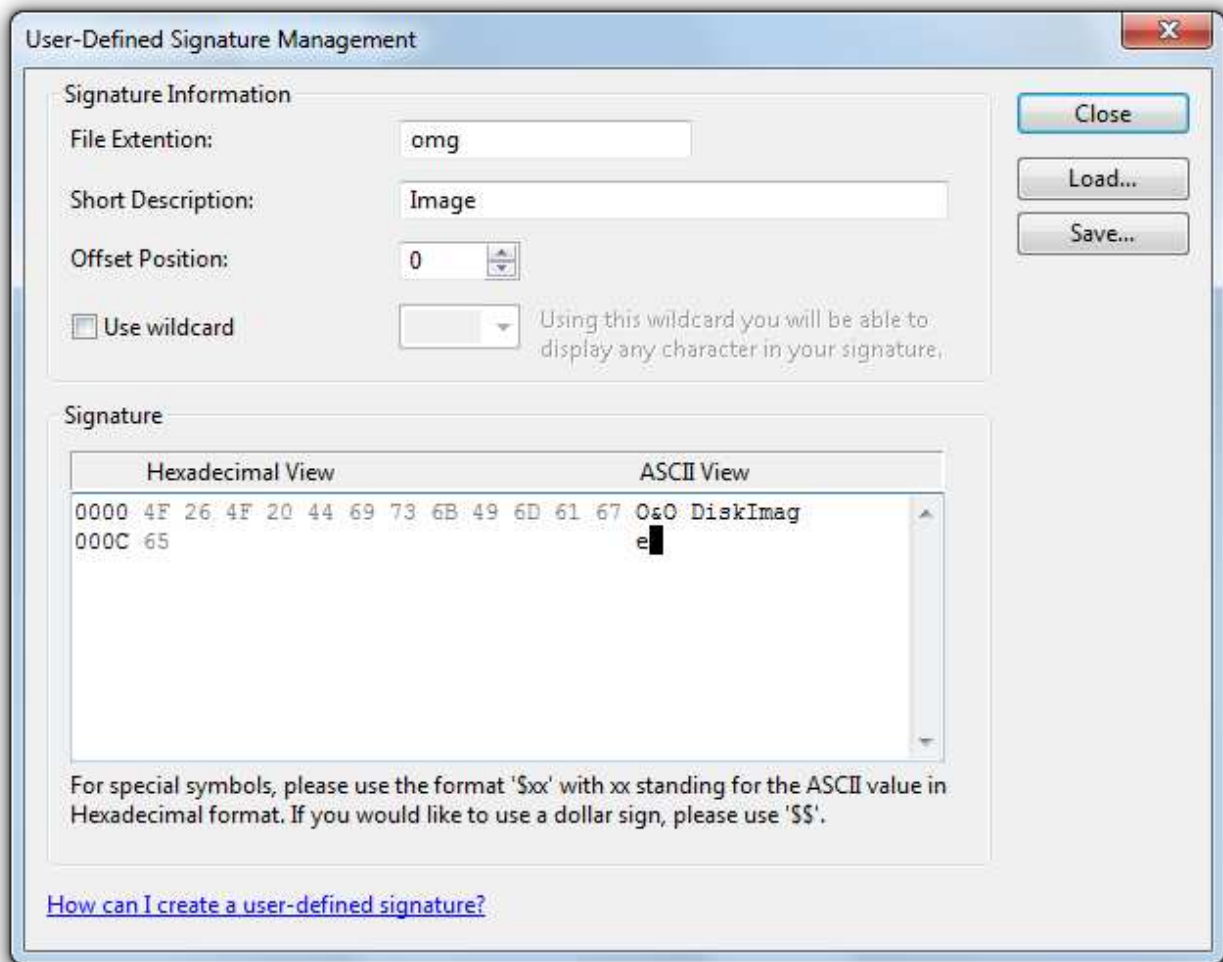 User-Defined Signature Management
Signature Information
File Extention:
omg
Close
Short Description:
Image
Load...
Offset Position:
0
Save...
Use wildcard
Using this wildcard you will be able to
display any character in your signature.
Signature
Hexadecimal View
ASCII View
0000 4F 26 4F 20 44 69 73 6B 49 6D 61 67 O&O DiskImag
000C 65 e
For special symbols, please use the format '$xx' with xx standing for the ASCII value in
Hexadecimal format. If you would like to use a dollar sign, please use '$$'.
How can I create a user-defined signature?